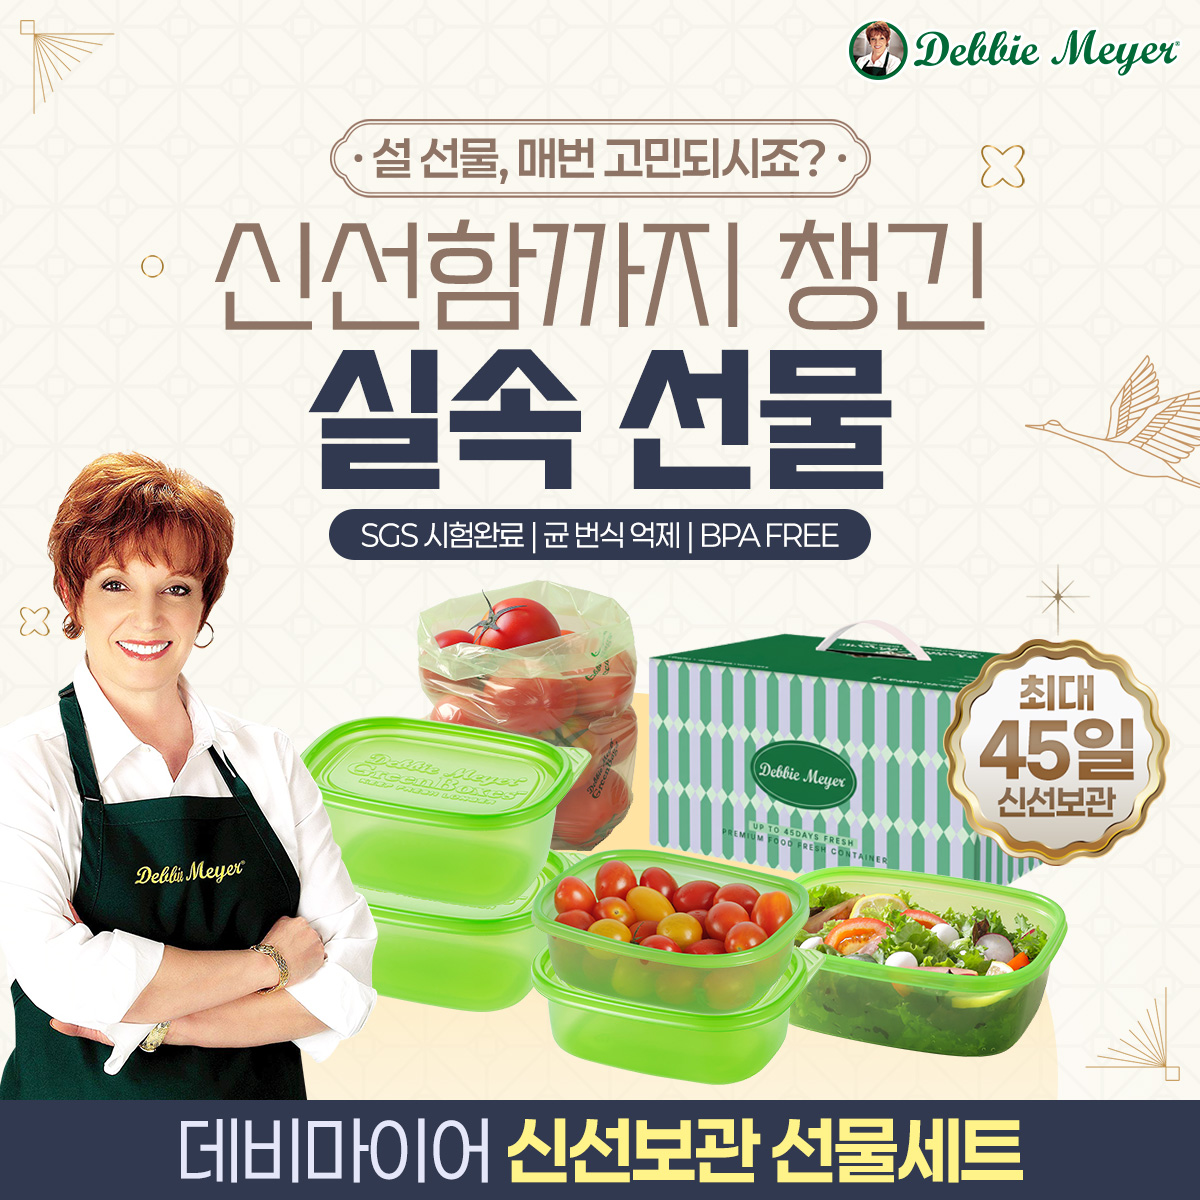 Debbie Meyer®
· 설 선물, 매번 고민되시죠? ·
신선함까지 챙긴
실속 선물
SGS 시험완료 | 균 번식 억제 | BPA FREE
최대
45일
신선보관
Debbie Meyer
UP TO 45DAYS FRESH
PREMIUM FOOD FRESH CONTAINER
Debbie Meyer®
GreenBoxes
Debbie Meyer®
데비마이어 신선보관 선물세트